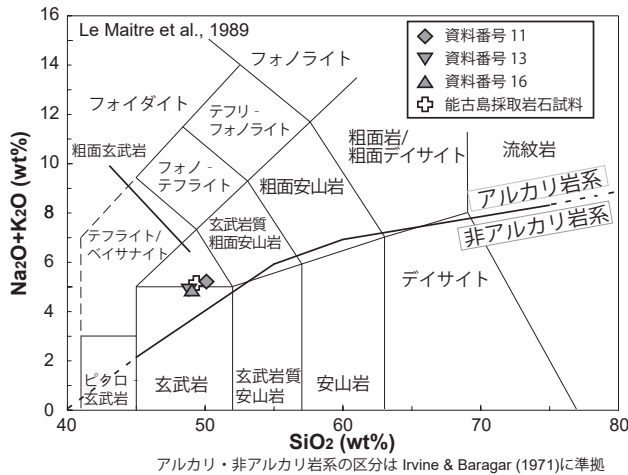 Le Maitre et al., 1989
資料番号 11
資料番号 13
資料番号 16
能古島採取岩石試料
フォノライト
フォイダイト
テフリ -
フォノライト
粗面玄武岩
フォノ -
テフライト
粗面安山岩
粗面岩/
粗面デイサイト
流紋岩
アルカリ岩系
非アルカリ岩系
テフライト/
ベイサナイト
玄武岩質
粗面安山岩
デイサイト
ピクロ -
玄武岩
玄武岩
玄武岩質
安山岩
安山岩
Na2O+K2O (wt%)
16
14
12
10
8
6
4
2
0
40
50
60
70
80
SiO2 (wt%)
アルカリ・非アルカリ岩系の区分は Irvine & Baragar (1971)に準拠